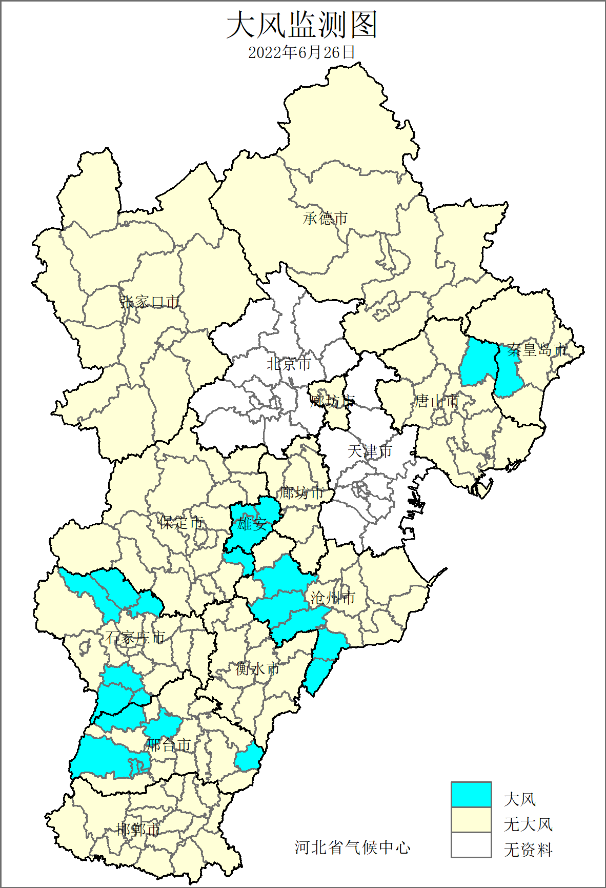 大风监测图
2022年6月26日
承德市
张家口市
秦皇岛市
北京市
廊坊市
唐山市
天津市
廊坊市
保定市
雄安
沧州市
石家庄市
衡水市
邢台市
邯郸市
大风
无大风
无资料
河北省气候中心